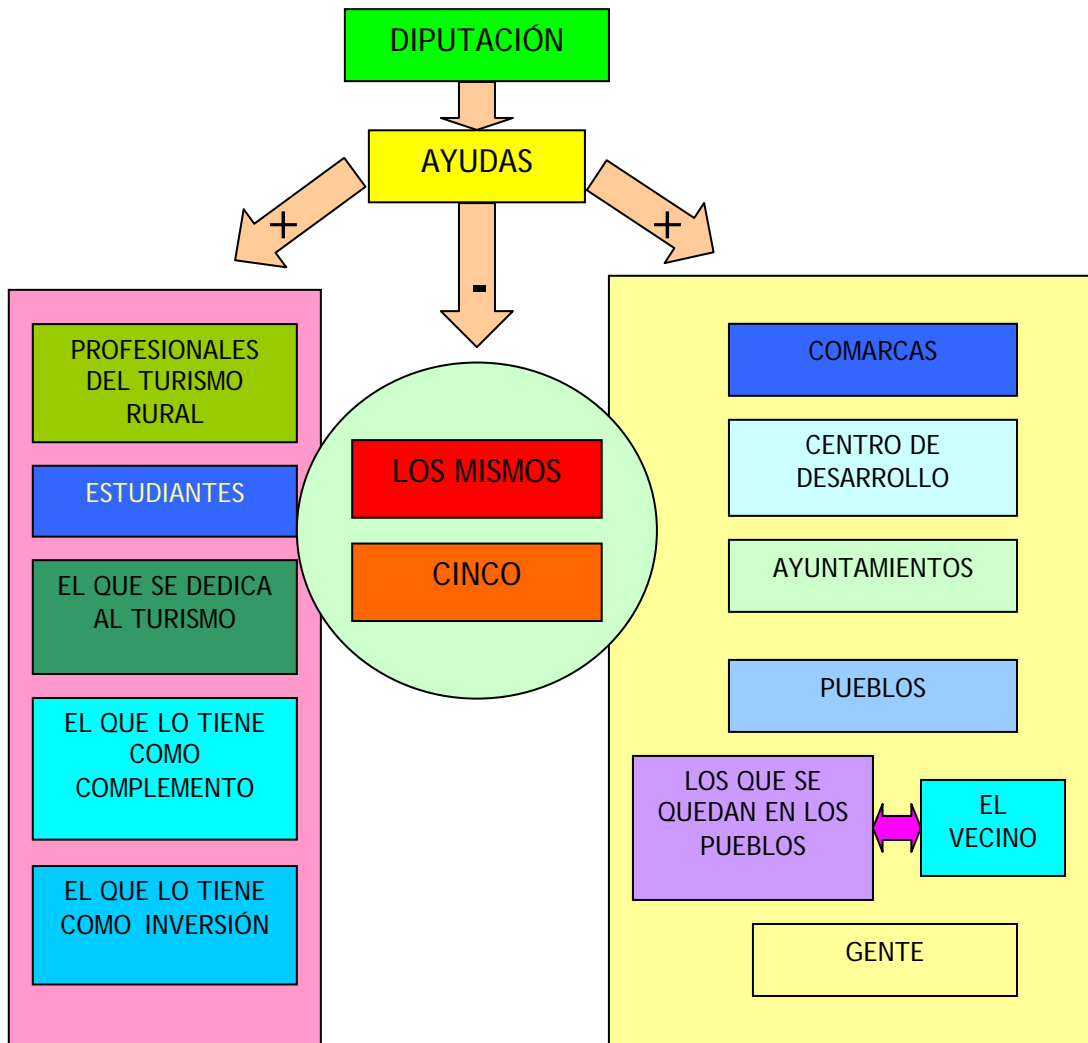 DIPUTACIÓN
AYUDAS
+
+
-
PROFESIONALES
DEL TURISMO
RURAL
ESTUDIANTES
EL QUE SE DEDICA
AL TURISMO
EL QUE LO TIENE
COMO
COMPLEMENTO
EL QUE LO TIENE
COMO INVERSIÓN
LOS MISMOS
CINCO
COMARCAS
CENTRO DE
DESARROLLO
AYUNTAMIENTOS
PUEBLOS
LOS QUE SE
QUEDAN EN LOS
PUEBLOS
EL
VECINO
GENTE